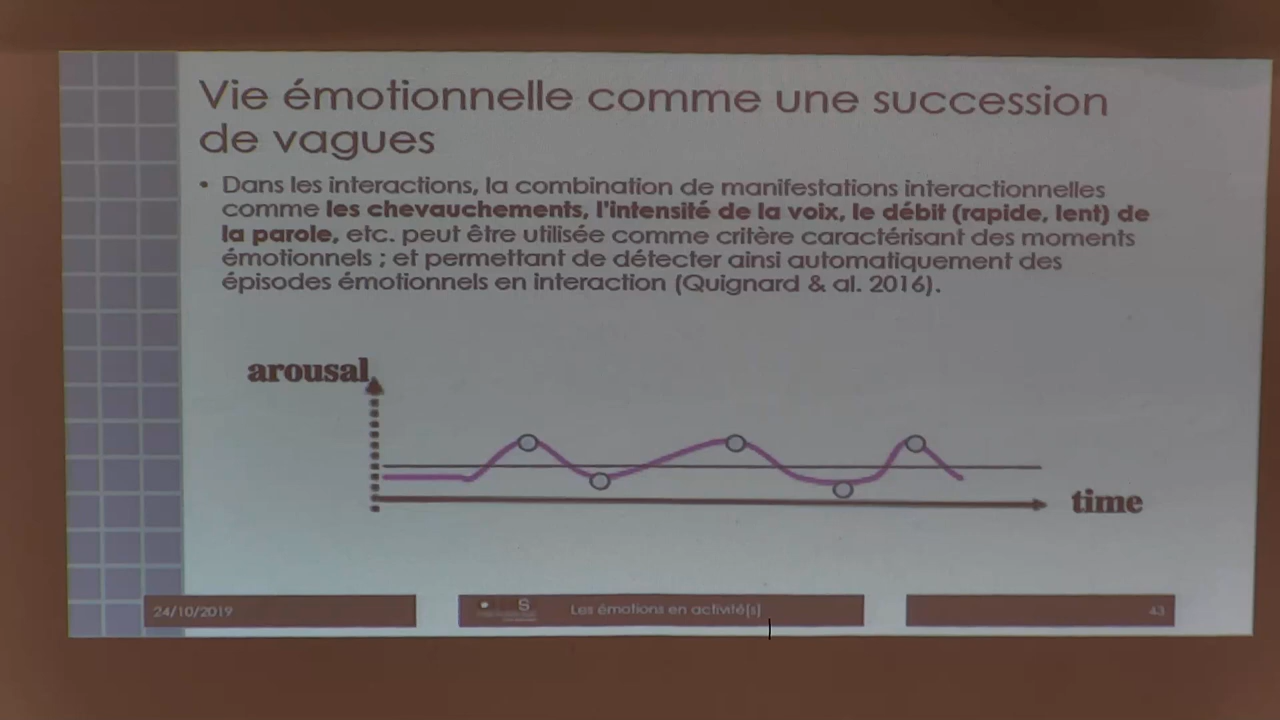 Vie émotionnelle comme une succession
de vagues
• Dans les interactions, la combination de manifestations interactionnelles
comme les chevauchements, l'intensité de la voix, le débit (rapide, lent) de
la parole, etc. peut être utilisée comme critère caractérisant des moments
émotionnels ; et permettant de détecter ainsi automatiquement des
épisodes émotionnels en interaction (Quignard & al. 2016).
arousal
time
24/10/2019
S
Les émotions en activité(s)
43